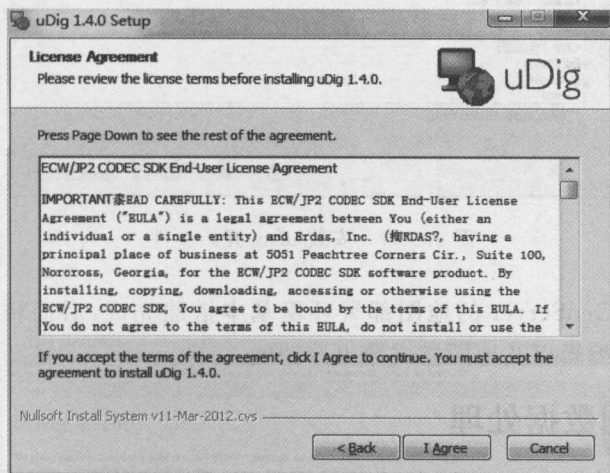 uDig 1.4.0 Setup
License Agreement
Please review the license terms before installing uDig 1.4.0.
uDig
Press Page Down to see the rest of the agreement.
ECW/JP2 CODEC SDK End-User License Agreement
IMPORTANT桼EAD CAREFULLY: This ECW/JP2 CODEC SDK End-User License
Agreement ("EULA") is a legal agreement between You (either an
individual or a single entity) and Erdas, Inc. (揈RDAS?, having a
principal place of business at 5051 Peachtree Corners Cir., Suite 100,
Norcross, Georgia, for the ECW/JP2 CODEC SDK software product. By
installing, copying, downloading, accessing or otherwise using the
ECW/JP2 CODEC SDK, You agree to be bound by the terms of this EULA. If
You do not agree to the terms of this EULA, do not install or use the
If you accept the terms of the agreement, click I Agree to continue. You must accept the
agreement to install uDig 1.4.0.
Nullsoft Install System v11-Mar-2012.cvs
< Back
I Agree
Cancel